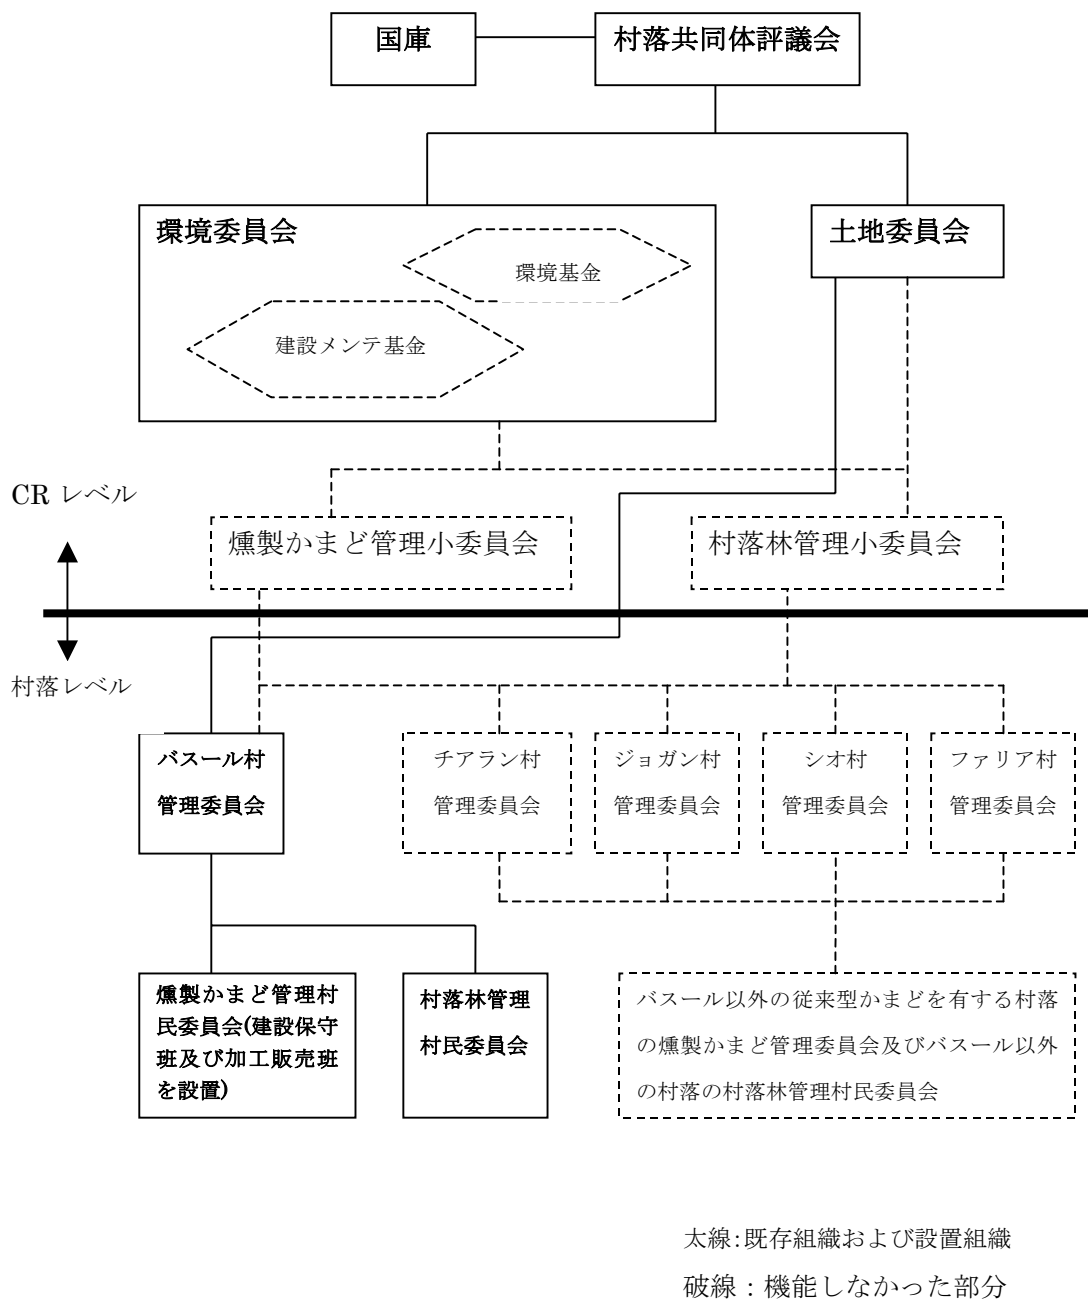 国庫
村落共同体評議会
環境委員会
土地委員会
環境基金
建設メンテ基金
CR レベル
燻製かまど管理小委員会
村落林管理小委員会
村落レベル
バスール村
管理委員会
チアラン村
管理委員会
ジョガン村
管理委員会
シオ村
管理委員会
ファリア村
管理委員会
燻製かまど管理村
民委員会(建設保守
班及び加工販売班
を設置)
村落林管理
村民委員会
バスール以外の従来型かまどを有する村落
の燻製かまど管理委員会及びバスール以外
の村落の村落林管理村民委員会
太線:既存組織および設置組織
破線：機能しなかった部分